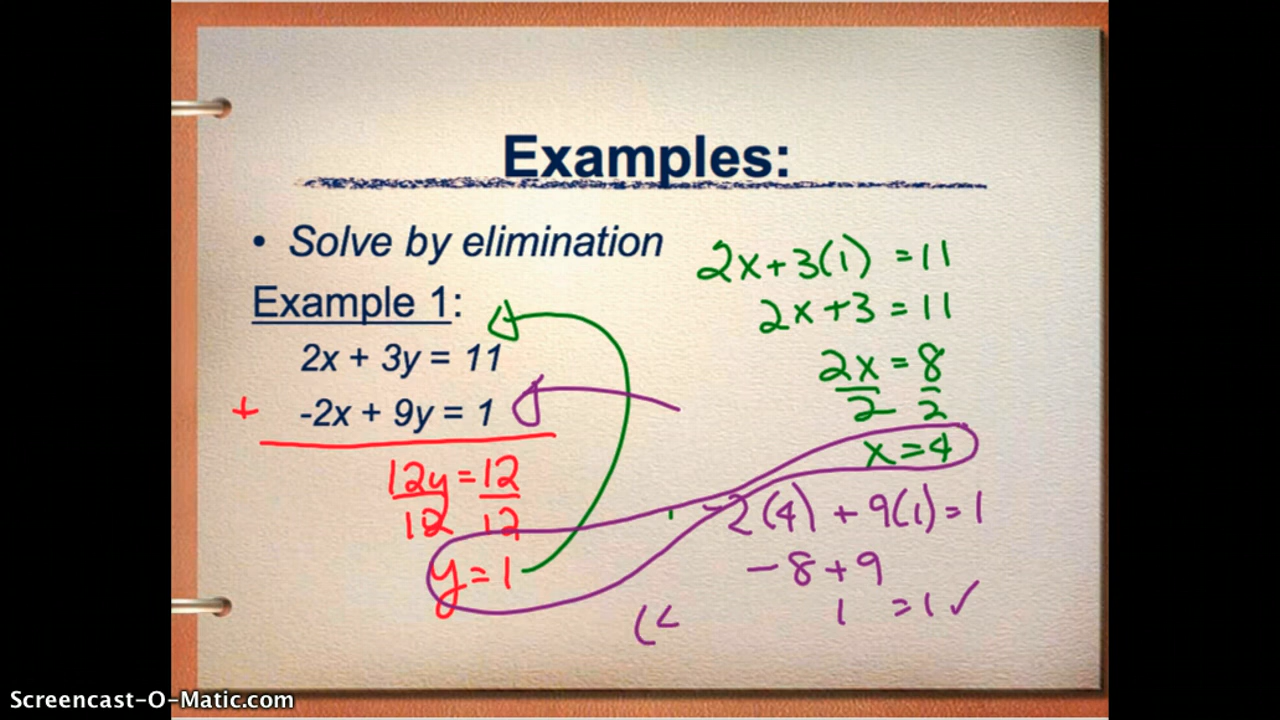 Examples:
• Solve by elimination
Example 1:
2x + 3y = 11
+ -2x + 9y = 1
12y = 12
12 12
y = 1
2x + 3(1) = 11
2x + 3 = 11
2x = 8
2 2
x = 4
-2(4) + 9(1) = 1
-8 + 9
1 = 1 ✓
(
Screencast-O-Matic.com